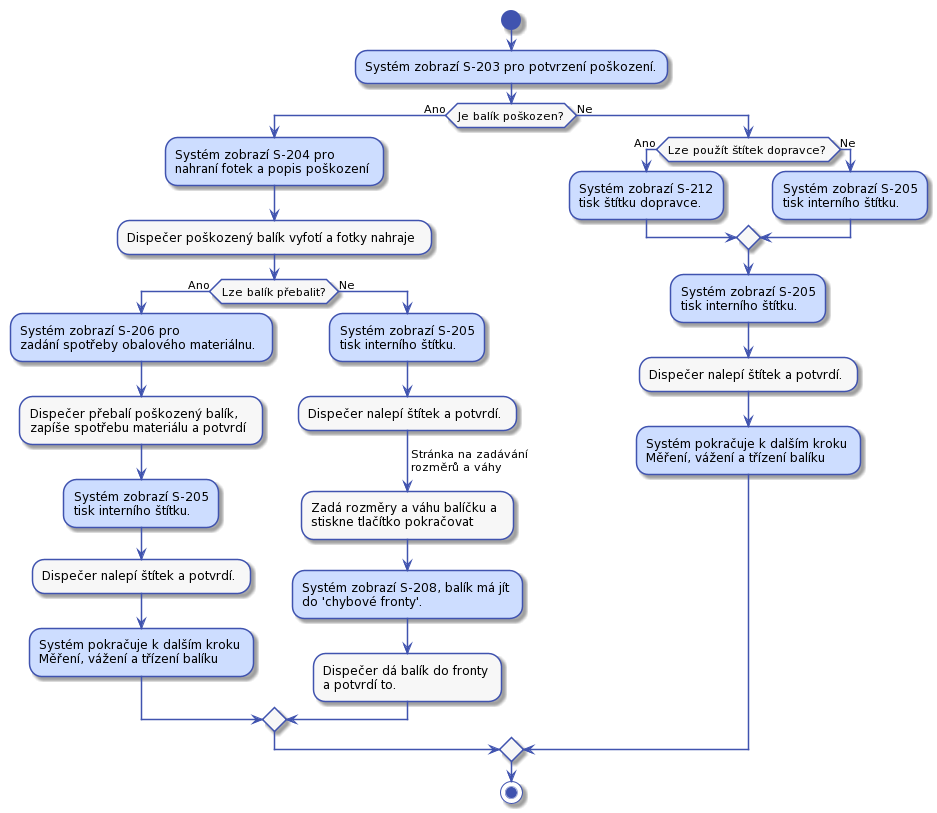 Systém zobrazí S-203 pro potvrzení poškození.
Ano
Je balík poškozen?
Ne
Systém zobrazí S-204 pro
nahraní fotek a popis poškození
Dispečer poškozený balík vyfotí a fotky nahraje
Ano
Lze balík přebalit?
Ne
Systém zobrazí S-206 pro
zadání spotřeby obalového materiálnu.
Dispečer přebalí poškozený balík,
zapíše spotřebu materiálu a potvrdí
Systém zobrazí S-205
tisk interního štítku.
Dispečer nalepí štítek a potvrdí.
Systém pokračuje k dalším kroku
Měření, vážení a třízení balíku
Systém zobrazí S-205
tisk interního štítku.
Dispečer nalepí štítek a potvrdí.
Stránka na zadávání
rozměrů a váhy
Zadá rozměry a váhu balíčku a
stiskne tlačítko pokračovat
Systém zobrazí S-208, balík má jít
do 'chybové fronty'.
Dispečer dá balík do fronty
a potvrdí to.
Ano
Lze použít štítek dopravce?
Ne
Systém zobrazí S-212
tisk štítku dopravce.
Systém zobrazí S-205
tisk interního štítku.
Systém zobrazí S-205
tisk interního štítku.
Dispečer nalepí štítek a potvrdí.
Systém pokračuje k dalším kroku
Měření, vážení a třízení balíku